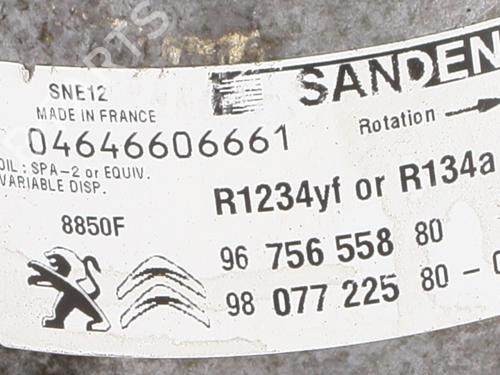 SANDEN
SNE12
MADE IN FRANCE
04646606661
Rotation
OIL : SPA-2 or EQUIV.
VARIABLE DISP.
R1234yf or R134a
8850F
96 756 558 80
98 077 225 80 -